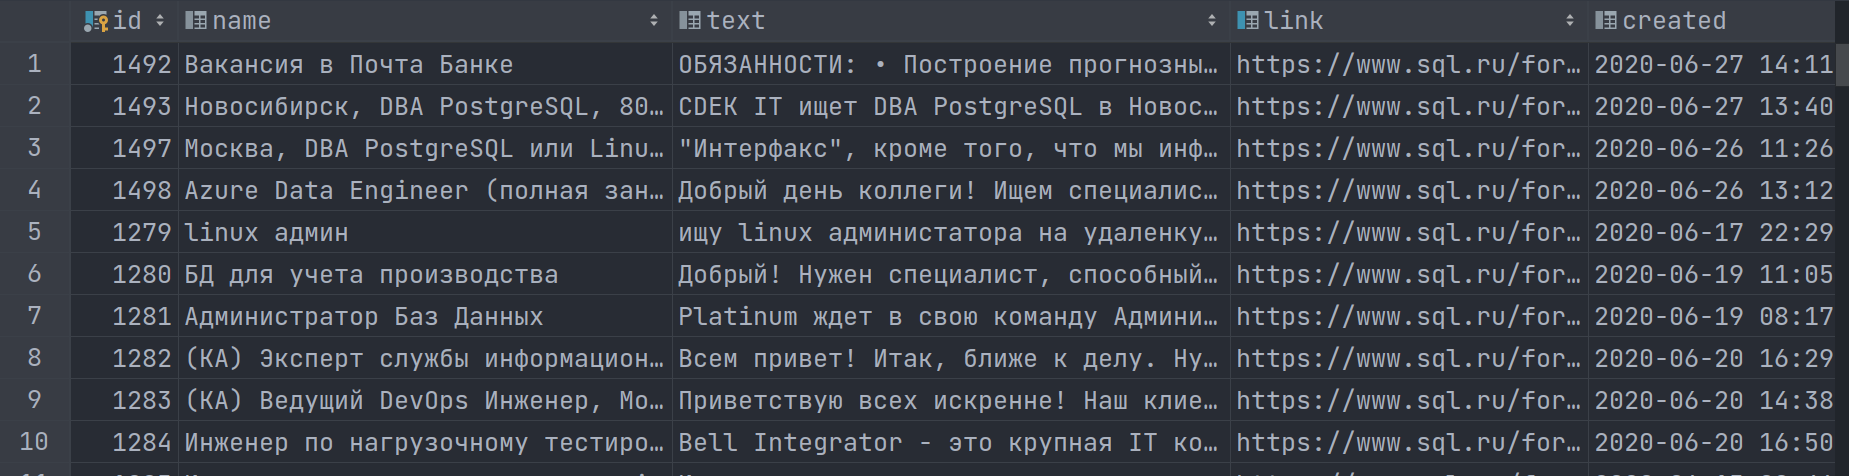 id name text link created
1 1492 Вакансия в Почта Банке ОБЯЗАННОСТИ: • Построение прогнозны… https://www.sql.ru/for… 2020-06-27 14:11
2 1493 Новосибирск, DBA PostgreSQL, 80… CDEK IT ищет DBA PostgreSQL в Новос… https://www.sql.ru/for… 2020-06-27 13:40
3 1497 Москва, DBA PostgreSQL или Linu… "Интерфакс", кроме того, что мы инф… https://www.sql.ru/for… 2020-06-26 11:26
4 1498 Azure Data Engineer (полная зан… Добрый день коллеги! Ищем специалис… https://www.sql.ru/for… 2020-06-26 13:12
5 1279 linux админ ищу linux администатора на удаленку… https://www.sql.ru/for… 2020-06-17 22:29
6 1280 БД для учета производства Добрый! Нужен специалист, способный… https://www.sql.ru/for… 2020-06-19 11:05
7 1281 Администратор Баз Данных Platinum ждет в свою команду Админи… https://www.sql.ru/for… 2020-06-19 08:17
8 1282 (КА) Эксперт службы информацион… Всем привет! Итак, ближе к делу. Ну… https://www.sql.ru/for… 2020-06-20 16:29
9 1283 (КА) Ведущий DevOps Инженер, Мо… Приветствую всех искренне! Наш клие… https://www.sql.ru/for… 2020-06-20 14:38
10 1284 Инженер по нагрузочному тестиро… Bell Integrator - это крупная IT ко… https://www.sql.ru/for… 2020-06-20 16:50